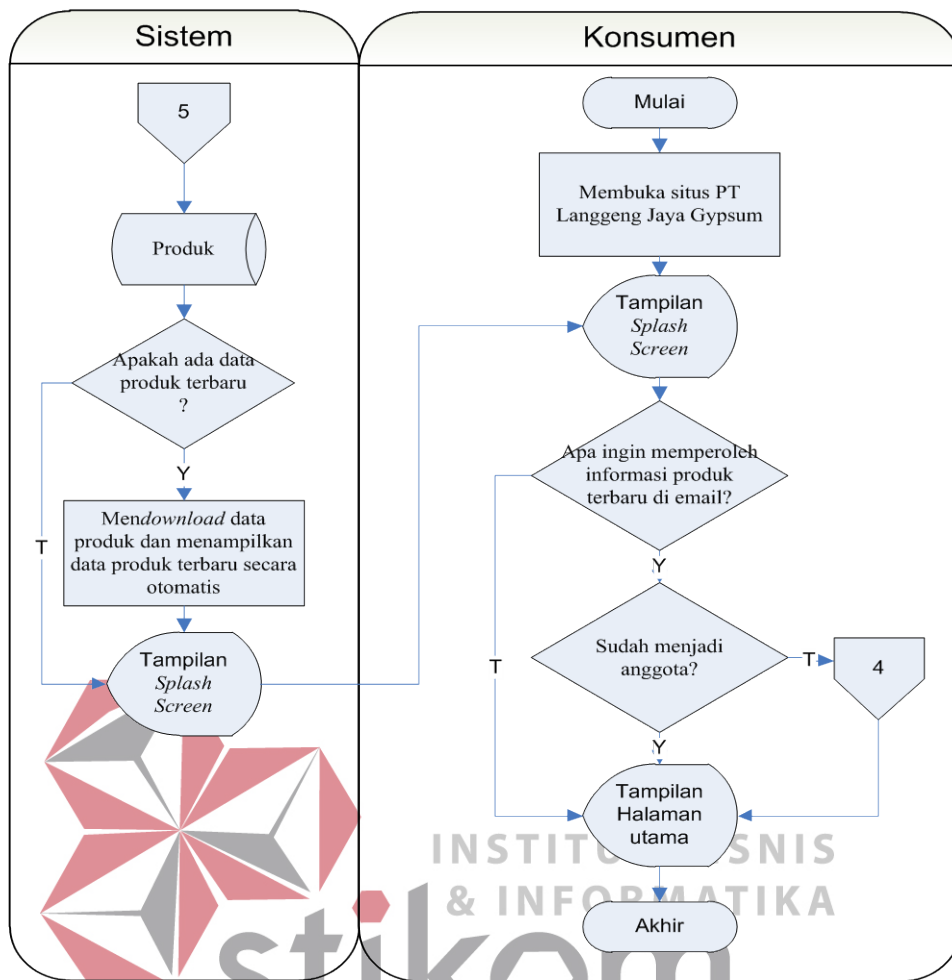 Sistem
5
Produk
Apakah ada data
produk terbaru
?
Y
T
Mendownload data
produk dan menampilkan
data produk terbaru secara
otomatis
Tampilan
Splash
Screen
Konsumen
Mulai
Membuka situs PT
Langgeng Jaya Gypsum
Tampilan
Splash
Screen
Apa ingin memperoleh
informasi produk
terbaru di email?
Y
T
Sudah menjadi
anggota?
T
4
Y
Tampilan
Halaman
utama
Akhir
& INFORMATIKA
stikom